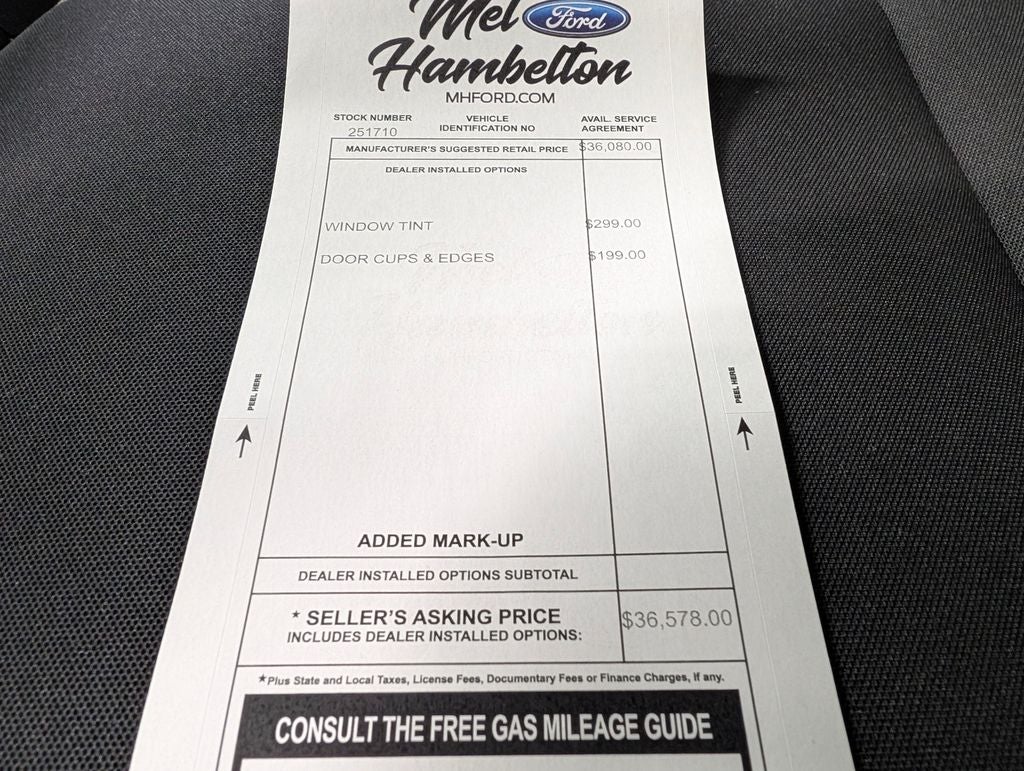 Mel Ford
Hambelton
MHFORD.COM
STOCK NUMBER VEHICLE IDENTIFICATION NO AVAIL. SERVICE AGREEMENT
251710
MANUFACTURER'S SUGGESTED RETAIL PRICE $36,080.00
DEALER INSTALLED OPTIONS
WINDOW TINT $299.00
DOOR CUPS & EDGES $199.00
PEEL HERE PEEL HERE
ADDED MARK-UP
DEALER INSTALLED OPTIONS SUBTOTAL
* SELLER'S ASKING PRICE $36,578.00
INCLUDES DEALER INSTALLED OPTIONS:
*Plus State and Local Taxes, License Fees, Documentary Fees or Finance Charges, if any.
CONSULT THE FREE GAS MILEAGE GUIDE